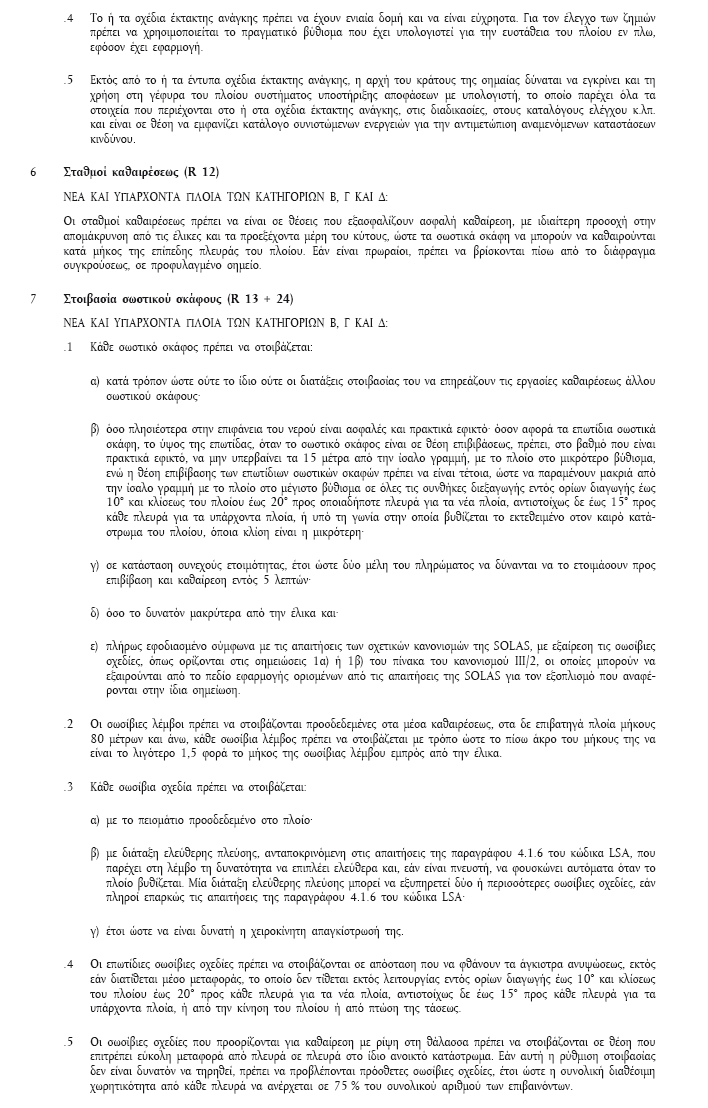 .4 Το ή τα σχέδια έκτακτης ανάγκης πρέπει να έχουν ενιαία δομή και να είναι εύχρηστα. Για τον έλεγχο των ζημιών
πρέπει να χρησιμοποιείται το πραγματικό βύθισμα που έχει υπολογιστεί για την ευστάθεια του πλοίου εν πλω,
εφόσον έχει εφαρμογή.
.5 Εκτός από το ή τα έντυπα σχέδια έκτακτης ανάγκης, η αρχή του κράτους της σημαίας δύναται να εγκρίνει και τη
χρήση στη γέφυρα του πλοίου συστήματος υποστήριξης αποφάσεων με υπολογιστή, το οποίο παρέχει όλα τα
στοιχεία που περιέχονται στο ή στα σχέδια έκτακτης ανάγκης, στις διαδικασίες, στους καταλόγους ελέγχου κ.λπ.
και είναι σε θέση να εμφανίζει κατάλογο συνιστώμενων ενεργειών για την αντιμετώπιση αναμενόμενων καταστάσεων
κινδύνου.
6 Σταθμοί καθαιρέσεως (R 12)
ΝΕΑ ΚΑΙ ΥΠΑΡΧΟΝΤΑ ΠΛΟΙΑ ΤΩΝ ΚΑΤΗΓΟΡΙΩΝ Β, Γ ΚΑΙ Δ:
Οι σταθμοί καθαιρέσεως πρέπει να είναι σε θέσεις που εξασφαλίζουν ασφαλή καθαίρεση, με ιδιαίτερη προσοχή στην
απομάκρυνση από τις έλικες και τα προεξέχοντα μέρη του κύτους, ώστε τα σωστικά σκάφη να μπορούν να καθαιρούνται
κατά μήκος της επίπεδης πλευράς του πλοίου. Εάν είναι πρωραίοι, πρέπει να βρίσκονται πίσω από το διάφραγμα
συγκρούσεως, σε προφυλαγμένο σημείο.
7 Στοιβασία σωστικού σκάφους (R 13 + 24)
ΝΕΑ ΚΑΙ ΥΠΑΡΧΟΝΤΑ ΠΛΟΙΑ ΤΩΝ ΚΑΤΗΓΟΡΙΩΝ Β, Γ ΚΑΙ Δ:
.1 Κάθε σωστικό σκάφος πρέπει να στοιβάζεται:
α) κατά τρόπον ώστε ούτε το ίδιο ούτε οι διατάξεις στοιβασίας του να επηρεάζουν τις εργασίες καθαιρέσεως άλλου
σωστικού σκάφους·
β) όσο πλησιέστερα στην επιφάνεια του νερού είναι ασφαλές και πρακτικά εφικτό· όσον αφορά τα επωτίδια σωστικά
σκάφη, το ύψος της επωτίδας, όταν το σωστικό σκάφος είναι σε θέση επιβιβάσεως, πρέπει, στο βαθμό που είναι
πρακτικά εφικτό, να μην υπερβαίνει τα 15 μέτρα από την ίσαλο γραμμή, με το πλοίο στο μικρότερο βύθισμα,
ενώ η θέση επιβίβασης των επωτίδιων σωστικών σκαφών πρέπει να είναι τέτοια, ώστε να παραμένουν μακριά από
την ίσαλο γραμμή με το πλοίο στο μέγιστο βύθισμα σε όλες τις συνθήκες διεξαγωγής εντός ορίων διαγωγής έως
10° και κλίσεως του πλοίου έως 20° προς οποιαδήποτε πλευρά για τα νέα πλοία, αντιστοίχως δε έως 15° προς
κάθε πλευρά για τα υπάρχοντα πλοία, ή υπό τη γωνία στην οποία βυθίζεται το εκτεθειμένο στον καιρό κατά-
στρωμα του πλοίου, όποια κλίση είναι η μικρότερη·
γ) σε κατάσταση συνεχούς ετοιμότητας, έτσι ώστε δύο μέλη του πληρώματος να δύνανται να το ετοιμάσουν προς
επιβίβαση και καθαίρεση εντός 5 λεπτών·
δ) όσο το δυνατόν μακρύτερα από την έλικα και·
ε) πλήρως εφοδιασμένο σύμφωνα με τις απαιτήσεις των σχετικών κανονισμών της SOLAS, με εξαίρεση τις σωσίβιες
σχεδίες, όπως ορίζονται στις σημειώσεις 1α) ή 1β) του πίνακα του κανονισμού ΙΙΙ/2, οι οποίες μπορούν να
εξαιρούνται από το πεδίο εφαρμογής ορισμένων από τις απαιτήσεις της SOLAS για τον εξοπλισμό που αναφέ-
ρονται στην ίδια σημείωση.
.2 Οι σωσίβιες λέμβοι πρέπει να στοιβάζονται προσδεδεμένες στα μέσα καθαιρέσεως, στα δε επιβατηγά πλοία μήκους
80 μέτρων και άνω, κάθε σωσίβια λέμβος πρέπει να στοιβάζεται με τρόπο ώστε το πίσω άκρο του μήκους της να
είναι το λιγότερο 1,5 φορά το μήκος της σωσίβιας λέμβου εμπρός από την έλικα.
.3 Κάθε σωσίβια σχεδία πρέπει να στοιβάζεται:
α) με το πεισμάτιο προσδεδεμένο στο πλοίο·
β) με διάταξη ελεύθερης πλεύσης, ανταποκρινόμενη στις απαιτήσεις της παραγράφου 4.1.6 του κώδικα LSA, που
παρέχει στη λέμβο τη δυνατότητα να επιπλέει ελεύθερα και, εάν είναι πνευστή, να φουσκώνει αυτόματα όταν το
πλοίο βυθίζεται. Μία διάταξη ελεύθερης πλεύσης μπορεί να εξυπηρετεί δύο ή περισσότερες σωσίβιες σχεδίες, εάν
πληροί επαρκώς τις απαιτήσεις της παραγράφου 4.1.6 του κώδικα LSA·
γ) έτσι ώστε να είναι δυνατή η χειροκίνητη απαγκίστρωσή της.
.4 Οι επωτίδιες σωσίβιες σχεδίες πρέπει να στοιβάζονται σε απόσταση που να φθάνουν τα άγκιστρα ανυψώσεως, εκτός
εάν διατίθεται μέσο μεταφοράς, το οποίο δεν τίθεται εκτός λειτουργίας εντός ορίων διαγωγής έως 10° και κλίσεως
του πλοίου έως 20° προς κάθε πλευρά για τα νέα πλοία, αντιστοίχως δε έως 15° προς κάθε πλευρά για τα
υπάρχοντα πλοία, ή από την κίνηση του πλοίου ή από πτώση της τάσεως.
.5 Οι σωσίβιες σχεδίες που προορίζονται για καθαίρεση με ρίψη στη θάλασσα πρέπει να στοιβάζονται σε θέση που
επιτρέπει εύκολη μεταφορά από πλευρά σε πλευρά στο ίδιο ανοικτό κατάστρωμα. Εάν αυτή η ρύθμιση στοιβασίας
δεν είναι δυνατόν να τηρηθεί, πρέπει να προβλέπονται πρόσθετες σωσίβιες σχεδίες, έτσι ώστε η συνολική διαθέσιμη
χωρητικότητα από κάθε πλευρά να ανέρχεται σε 75 % του συνολικού αριθμού των επιβαινόντων.